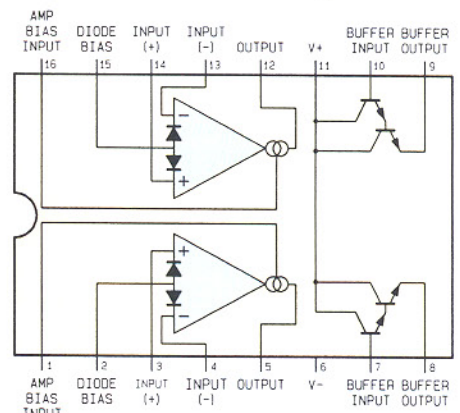 AMP BIAS INPUT
DIODE BIAS
INPUT (+)
INPUT (-)
OUTPUT
V+
BUFFER INPUT
BUFFER OUTPUT
16 15 14 13 12 11 10 9
-
+
+
-
1 2 3 4 5 6 7 8
AMP BIAS INPUT
DIODE BIAS
INPUT (+)
INPUT (-)
OUTPUT
V-
BUFFER INPUT
BUFFER OUTPUT